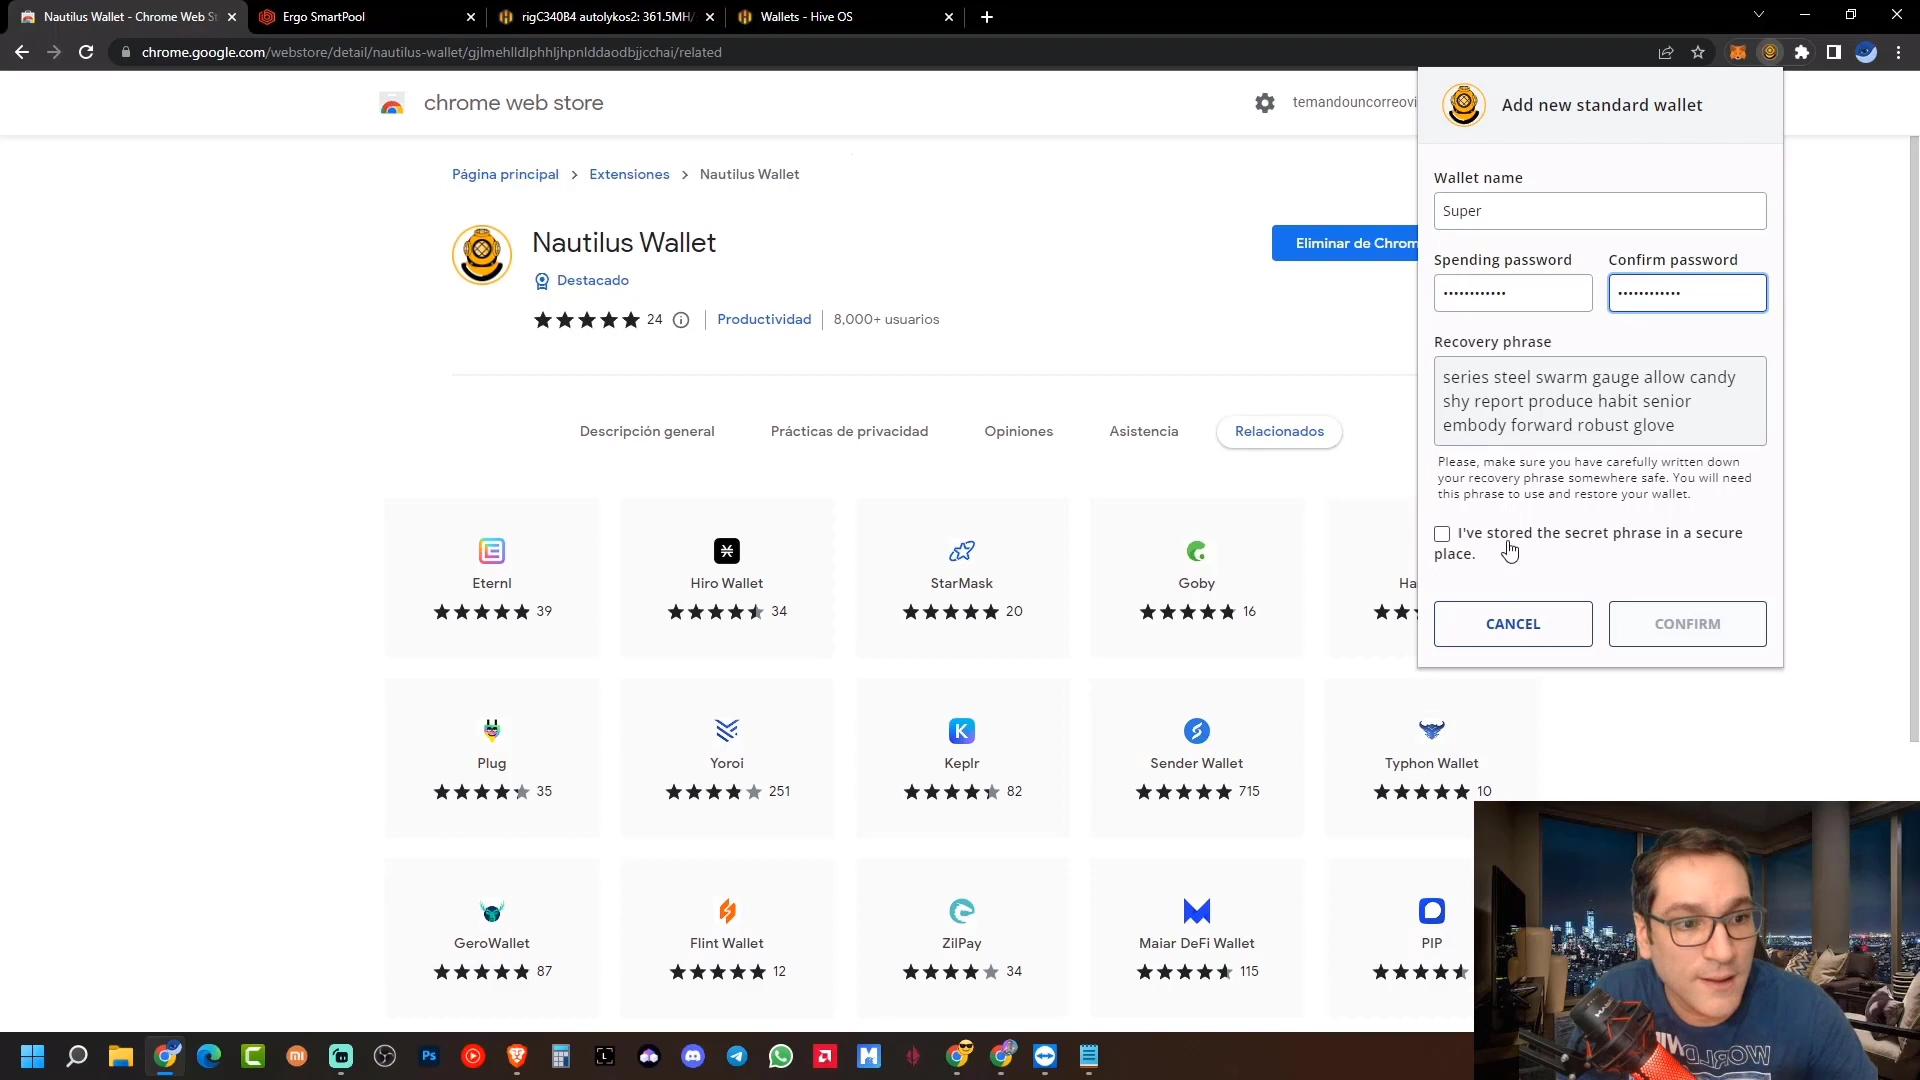 Nautilus Wallet - Chrome Web S
Ergo SmartPool
rigC340B4 autolykos2: 361.5MH/
Wallets - Hive OS
chrome.google.com/webstore/detail/nautilus-wallet/gjlmehlldlphhljhpnlddaodbjjcchai/related
chrome web store
temandouncorreovi
Página principal > Extensiones > Nautilus Wallet
Nautilus Wallet
Eliminar de Chrom
Destacado
24
Productividad
8,000+ usuarios
Descripción general
Prácticas de privacidad
Opiniones
Asistencia
Relacionados
Eternl
39
Hiro Wallet
34
StarMask
20
Goby
16
Ha
Plug
35
Yoroi
251
Keplr
82
Sender Wallet
715
Typhon Wallet
10
GeroWallet
87
Flint Wallet
12
ZilPay
34
Maiar DeFi Wallet
115
PIP
Add new standard wallet
Wallet name
Super
Spending password
Confirm password
Recovery phrase
series steel swarm gauge allow candy
shy report produce habit senior
embody forward robust glove
Please, make sure you have carefully written down
your recovery phrase somewhere safe. You will need
this phrase to use and restore your wallet.
I've stored the secret phrase in a secure
place.
CANCEL
CONFIRM
Ps
WORLD